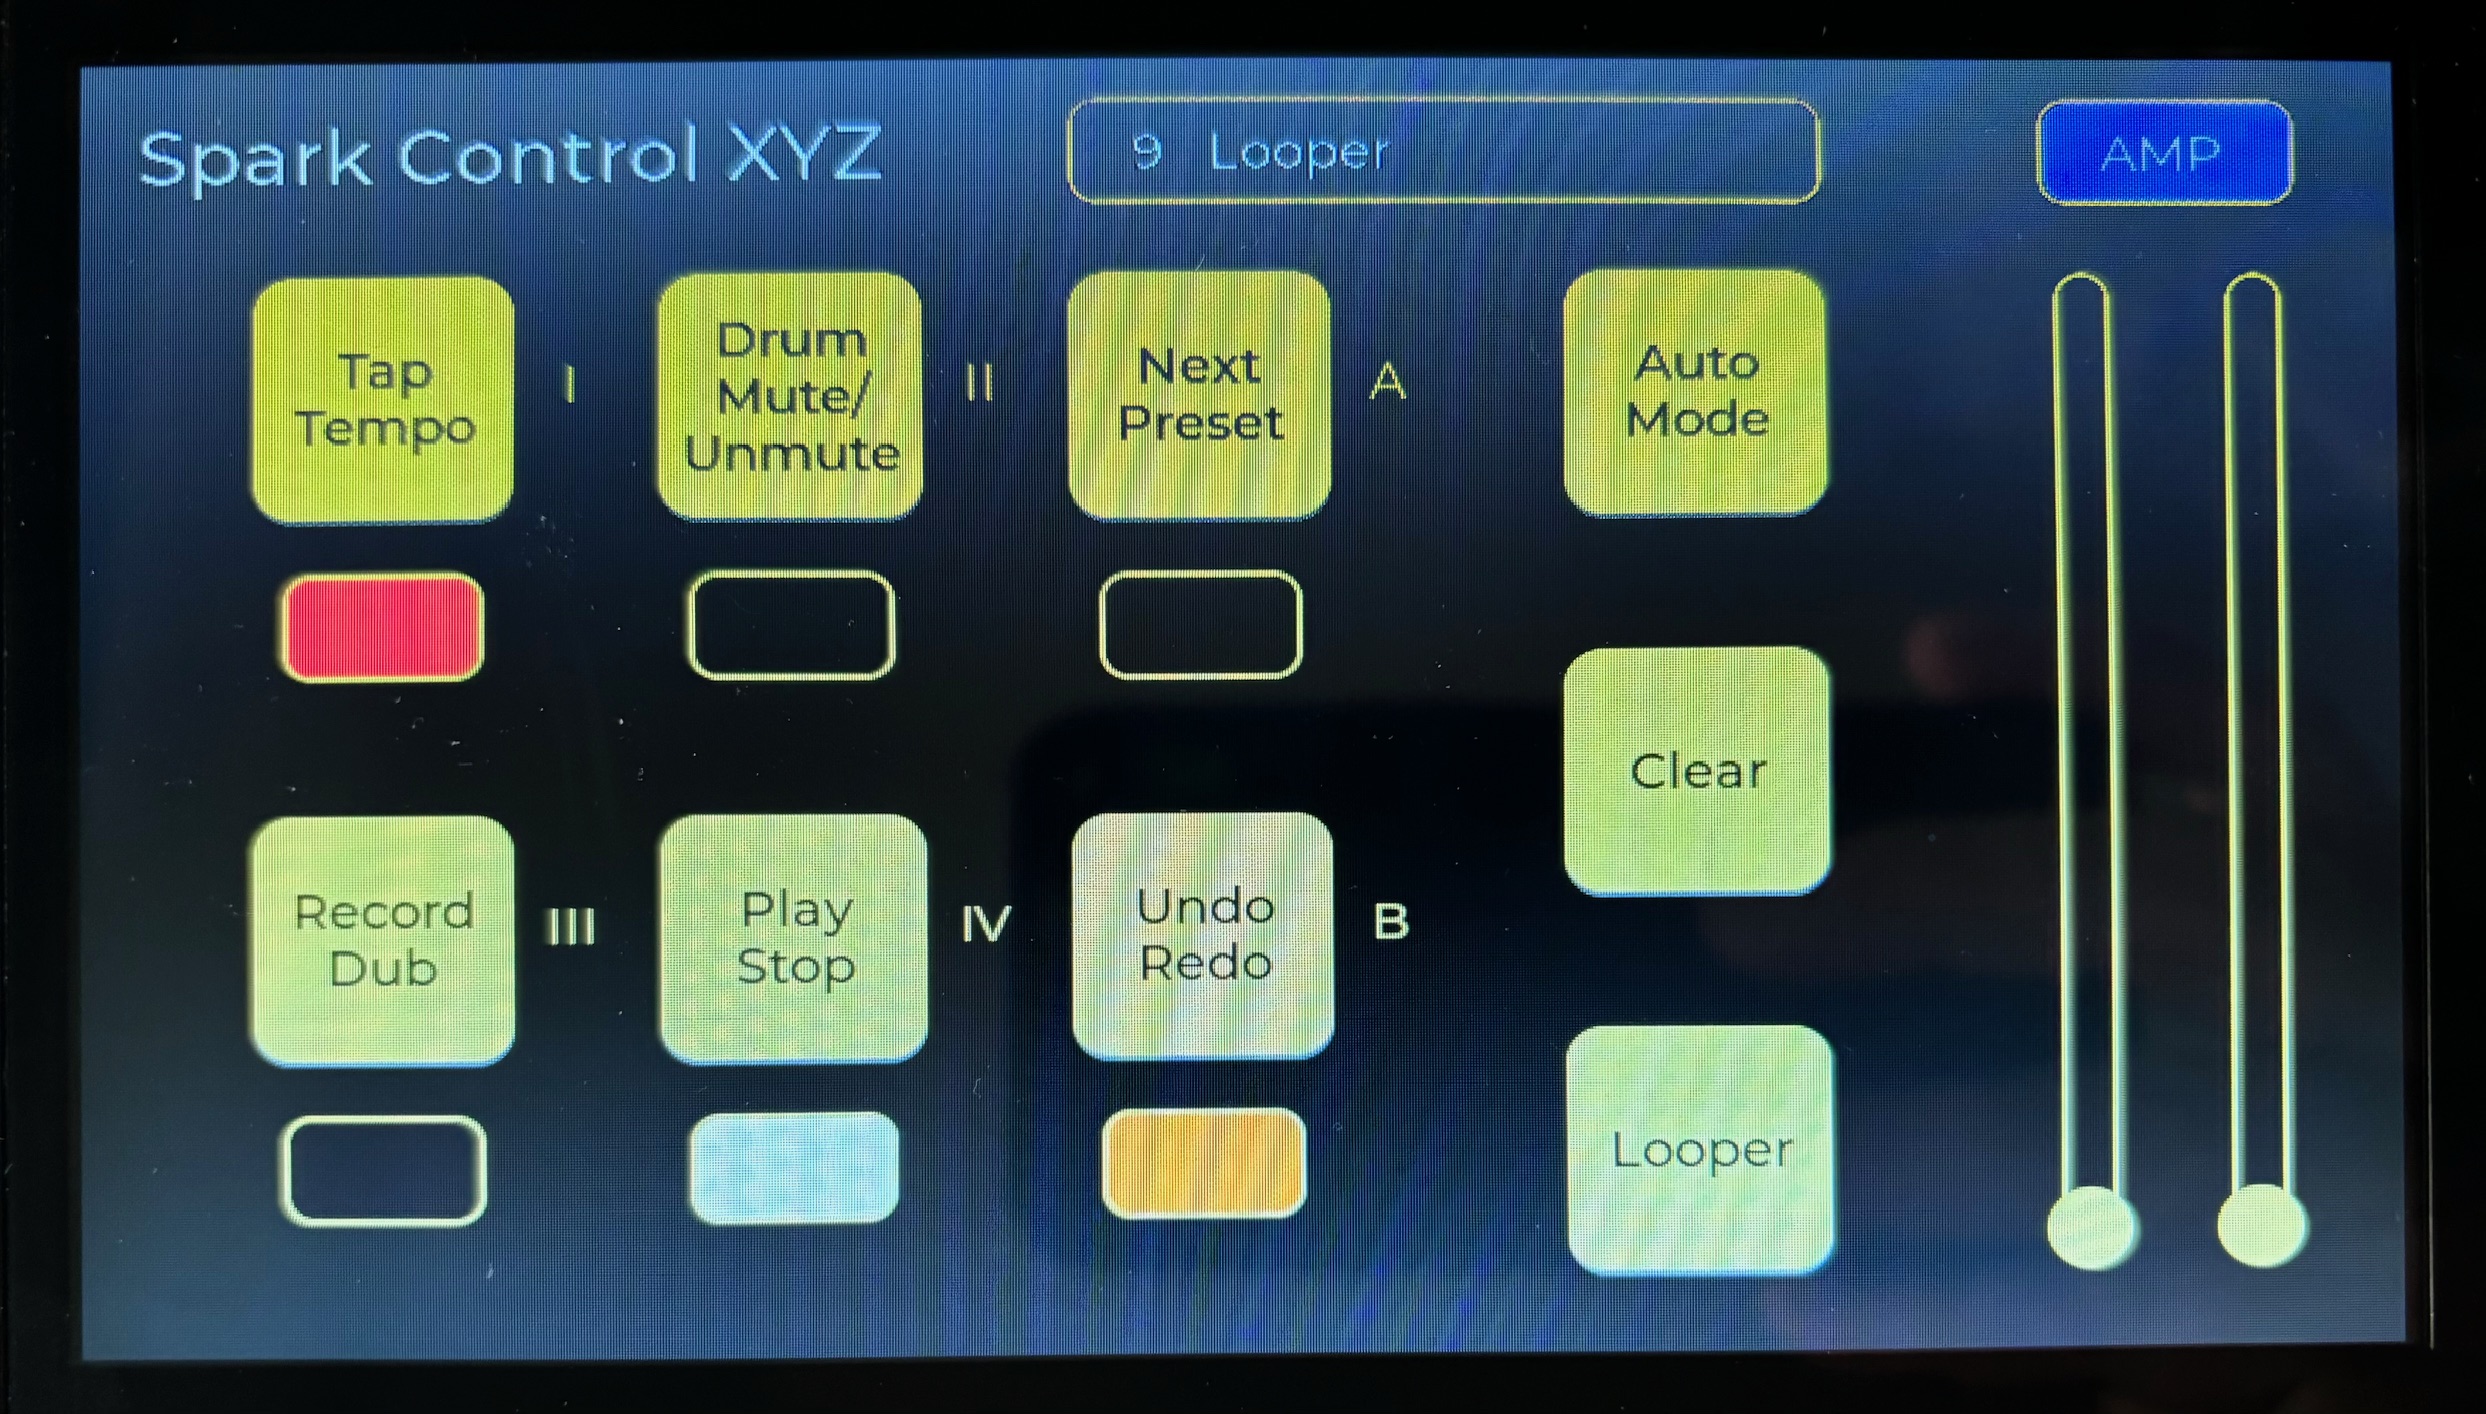 Spark Control XYZ
9 Looper
AMP
Tap
Tempo
I
Drum
Mute/
Unmute
II
Next
Preset
A
Auto
Mode
Clear
Record
Dub
III
Play
Stop
IV
Undo
Redo
B
Looper